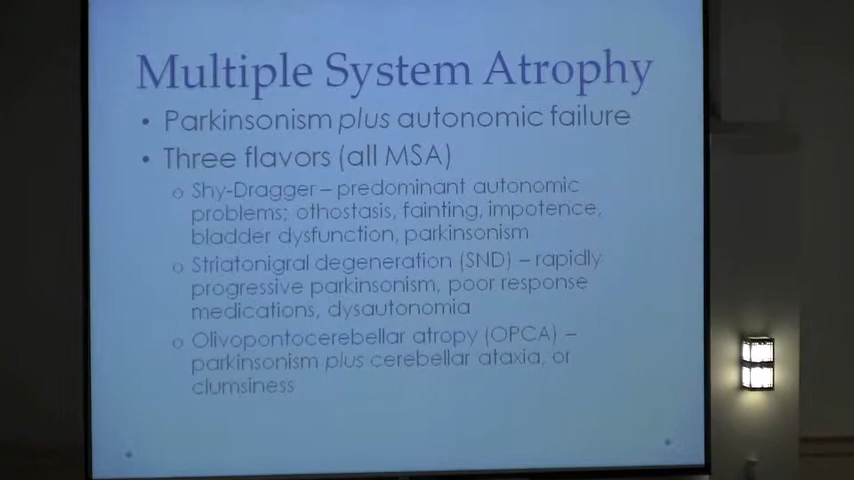 Multiple System Atrophy
• Parkinsonism plus autonomic failure
• Three flavors (all MSA)
o Shy-Dragger – predominant autonomic
problems; othostasis, fainting, impotence,
bladder dysfunction, parkinsonism
o Striatonigral degeneration (SND) – rapidly
progressive parkinsonism, poor response
medications, dysautonomia
o Olivopontocerebellar atropy (OPCA) –
parkinsonism plus cerebellar ataxia, or
clumsiness